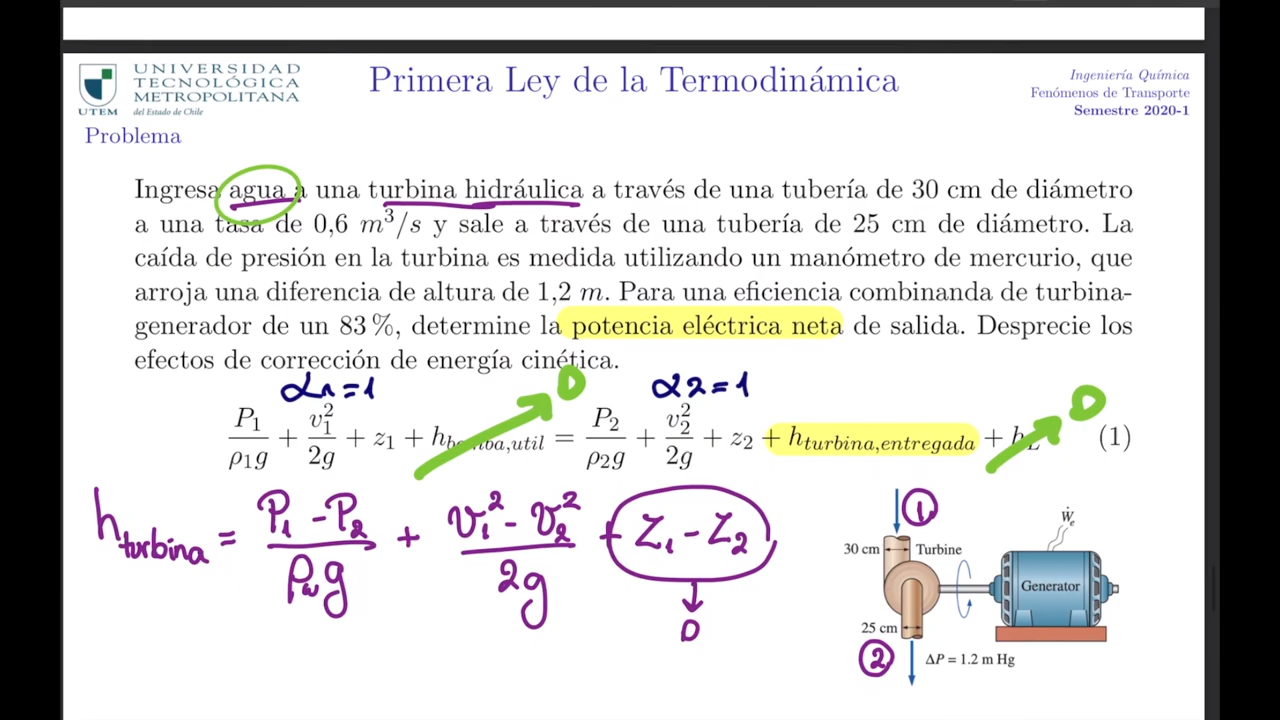 UNIVERSIDAD
TECNOLÓGICA
METROPOLITANA
UTEM
del Estado de Chile
Primera Ley de la Termodinámica
Ingeniería Química
Fenómenos de Transporte
Semestre 2020-1
Problema
Ingresa agua a una turbina hidráulica a través de una tubería de 30 cm de diámetro
a una tasa de 0,6 m³/s y sale a través de una tubería de 25 cm de diámetro. La
caída de presión en la turbina es medida utilizando un manómetro de mercurio, que
arroja una diferencia de altura de 1,2 m. Para una eficiencia combinanda de turbina-
generador de un 83 %, determine la potencia eléctrica neta de salida. Desprecie los
efectos de corrección de energía cinética.
α1 = 1 0 α2 = 1 0
P₁/ρ₁g + v₁²/2g + z₁ + h_bomba,util = P₂/ρ₂g + v₂²/2g + z₂ + h_turbina,entregada + h_L (1)
h_turbina = (P₁ - P₂)/ρ_w g + (v₁² - v₂²)/2g + Z₁ - Z₂
0
1
Ẇe
30 cm
Turbine
Generator
25 cm
2
ΔP = 1.2 m Hg